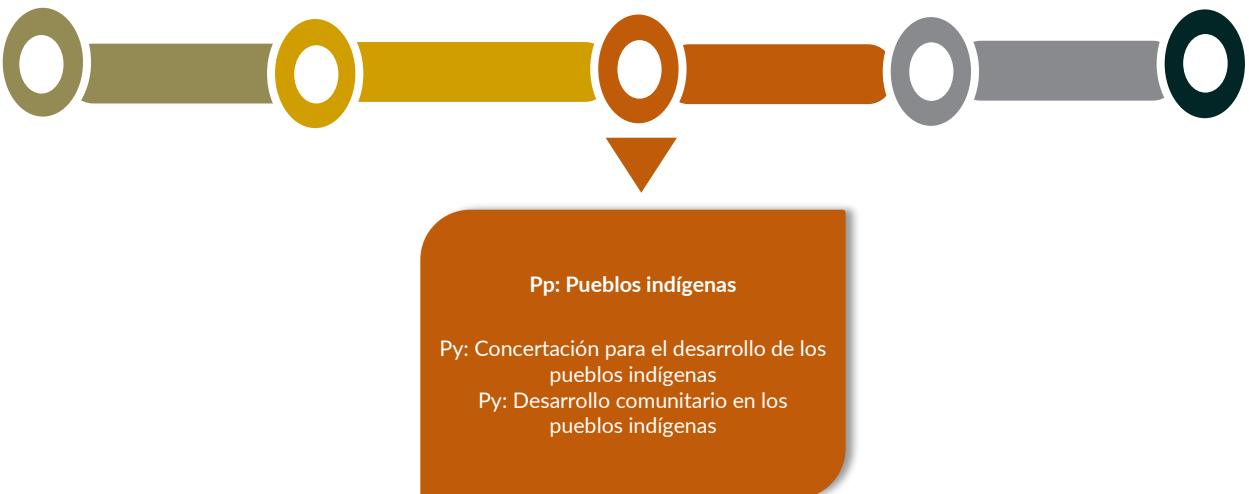 Pp: Pueblos indígenas
Py: Concertación para el desarrollo de los
pueblos indígenas
Py: Desarrollo comunitario en los
pueblos indígenas